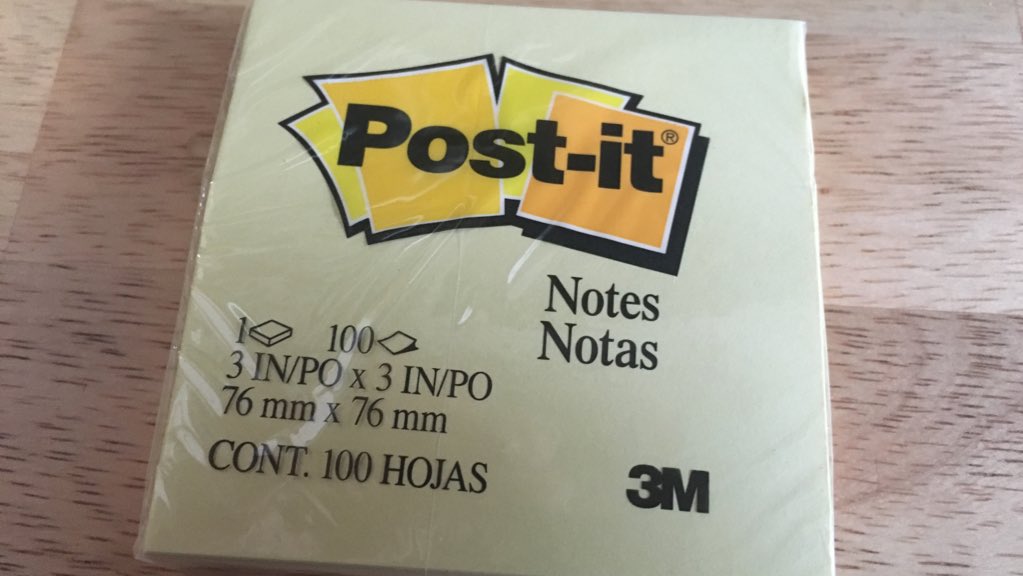 Post-it®
Notes
Notas
1 100
3 IN/PO x 3 IN/PO
76 mm x 76 mm
CONT. 100 HOJAS
3M